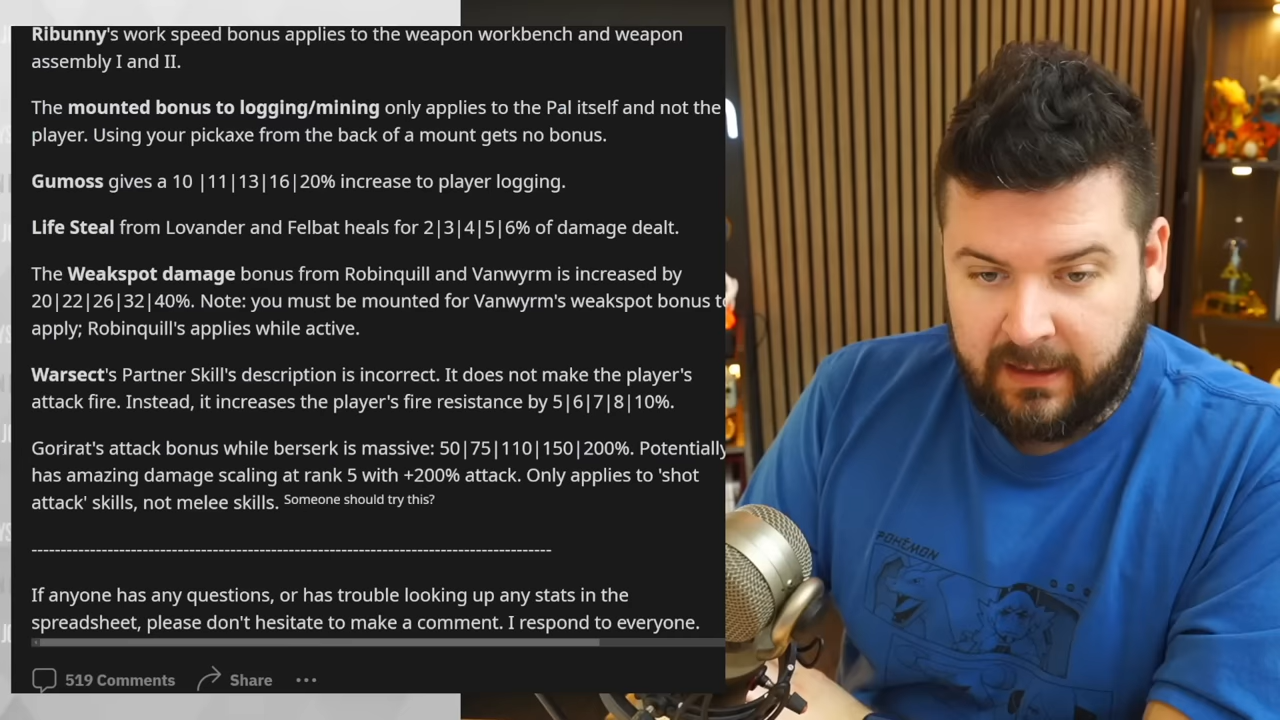 Ribunny's work speed bonus applies to the weapon workbench and weapon
assembly I and II.
The mounted bonus to logging/mining only applies to the Pal itself and not the
player. Using your pickaxe from the back of a mount gets no bonus.
Gumoss gives a 10 |11|13|16|20% increase to player logging.
Life Steal from Lovander and Felbat heals for 2|3|4|5|6% of damage dealt.
The Weakspot damage bonus from Robinquill and Vanwyrm is increased by
20|22|26|32|40%. Note: you must be mounted for Vanwyrm's weakspot bonus to
apply; Robinquill's applies while active.
Warsect's Partner Skill's description is incorrect. It does not make the player's
attack fire. Instead, it increases the player's fire resistance by 5|6|7|8|10%.
Gorirat's attack bonus while berserk is massive: 50|75|110|150|200%. Potentially
has amazing damage scaling at rank 5 with +200% attack. Only applies to 'shot
attack' skills, not melee skills. Someone should try this?
-----------------------------------------------------------------------------------------
If anyone has any questions, or has trouble looking up any stats in the
spreadsheet, please don't hesitate to make a comment. I respond to everyone.
519 Comments Share
POKÉMON